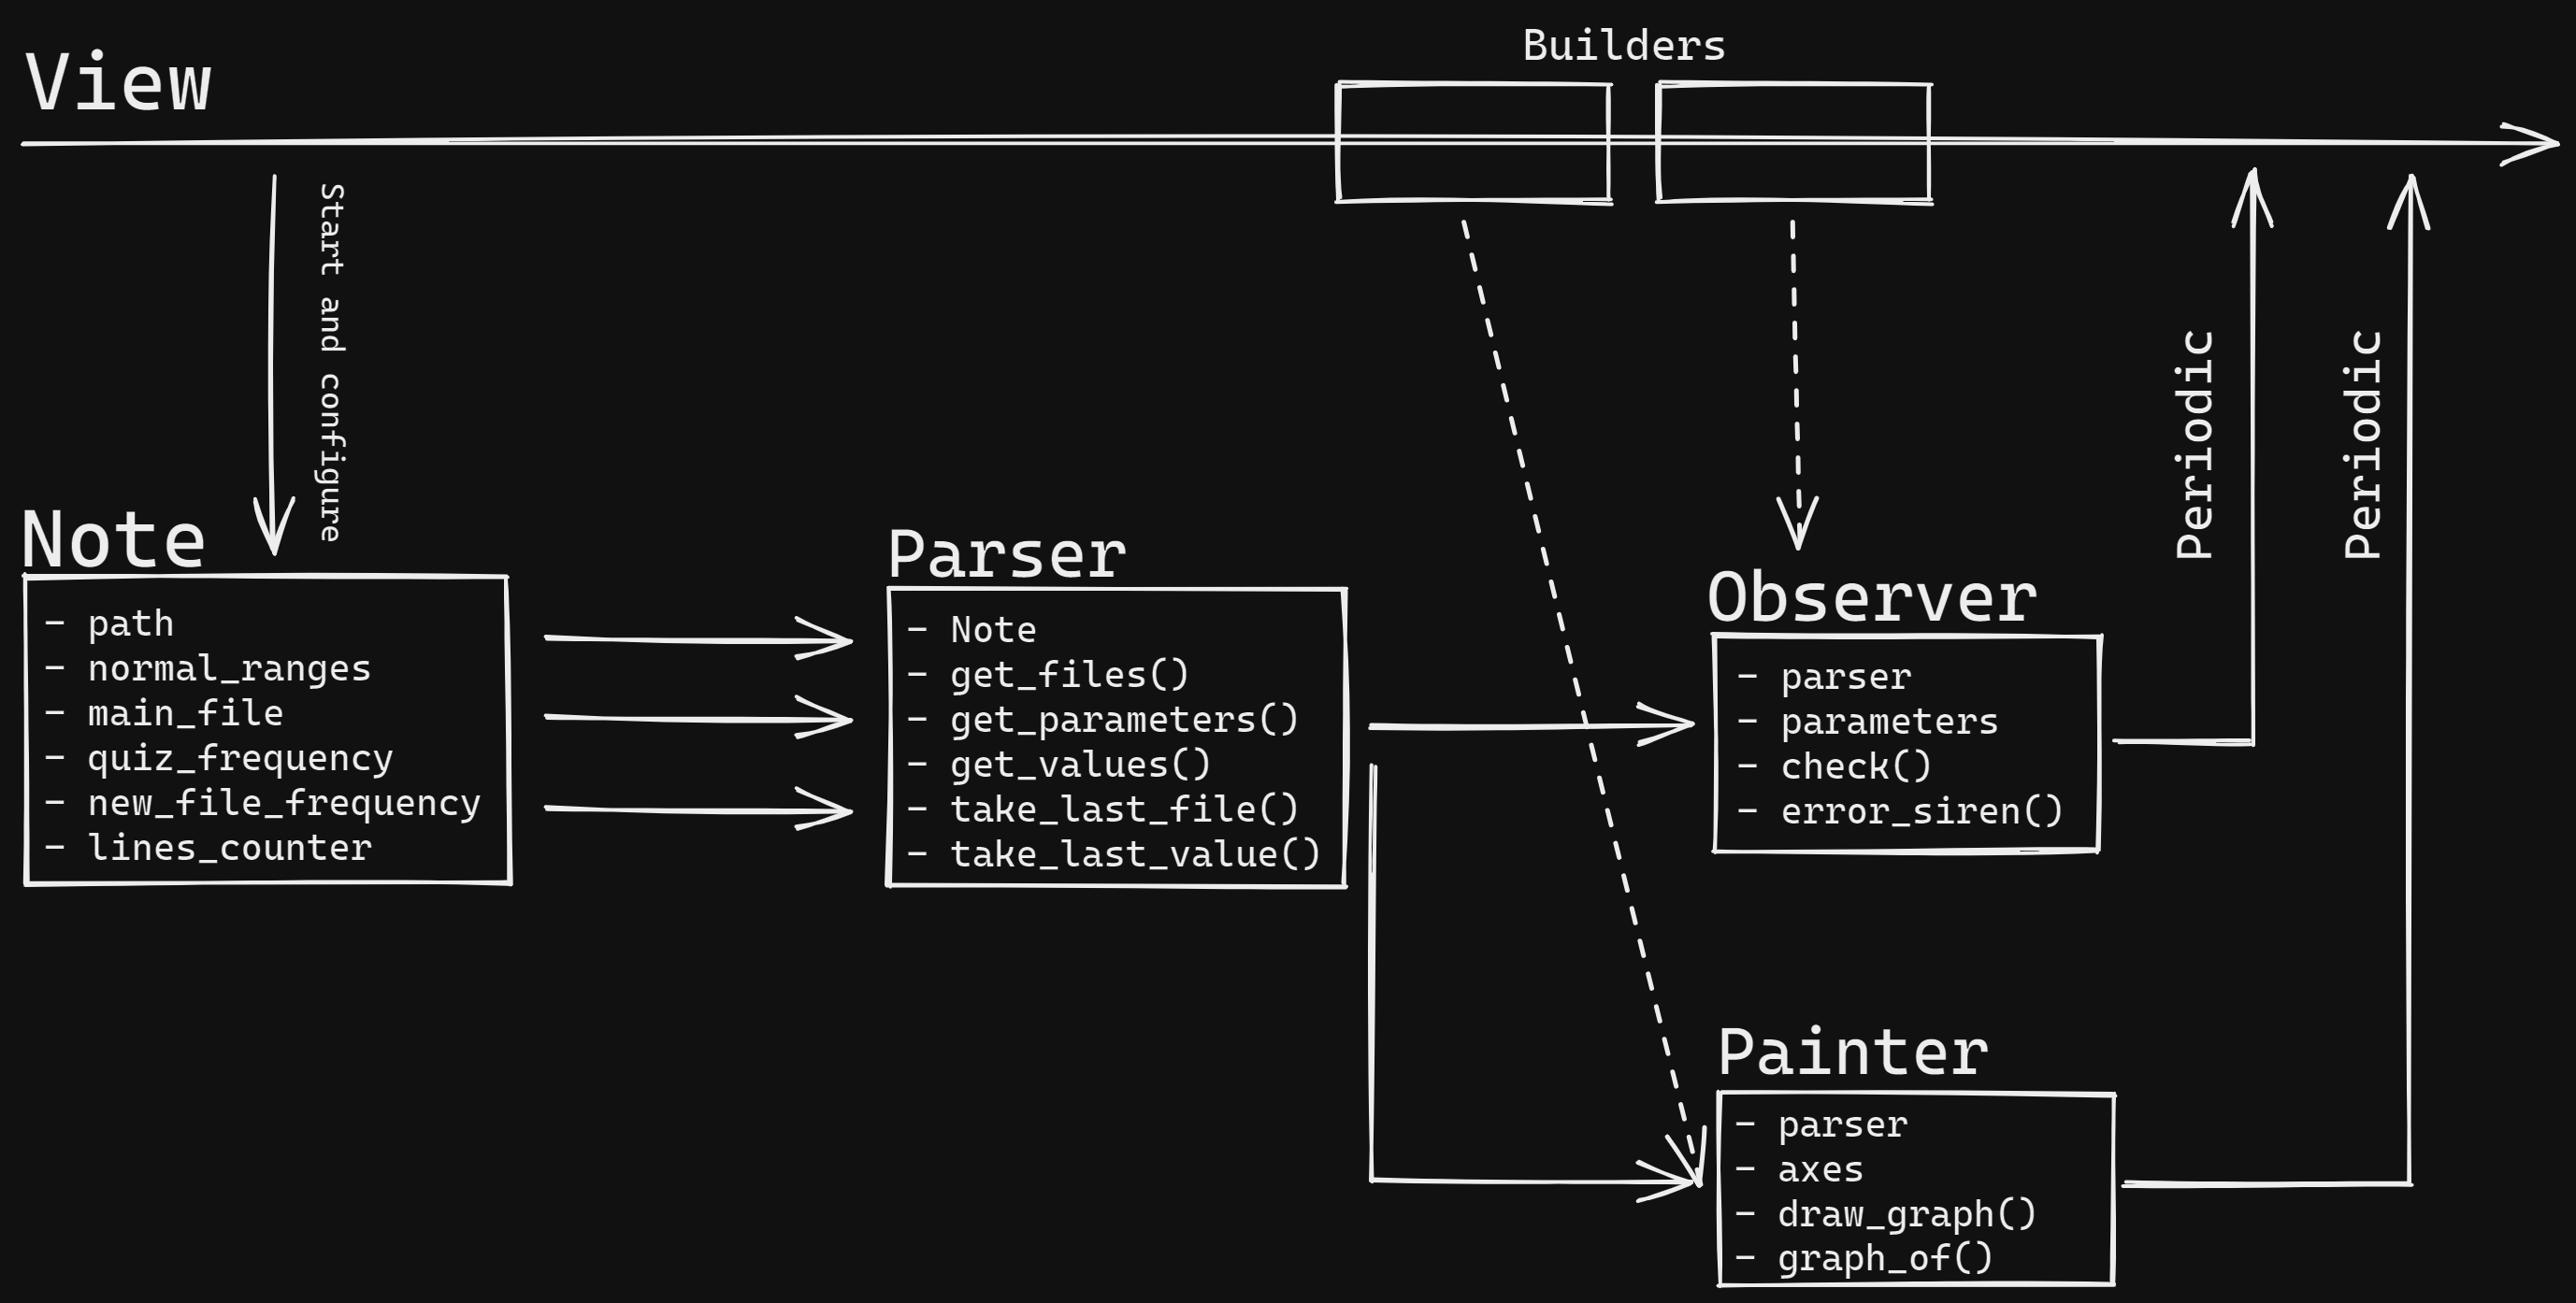 View
Builders
Start and configure
Note
- path
- normal_ranges
- main_file
- quiz_frequency
- new_file_frequency
- lines_counter
Parser
- Note
- get_files()
- get_parameters()
- get_values()
- take_last_file()
- take_last_value()
Observer
- parser
- parameters
- check()
- error_siren()
Periodic
Periodic
Painter
- parser
- axes
- draw_graph()
- graph_of()